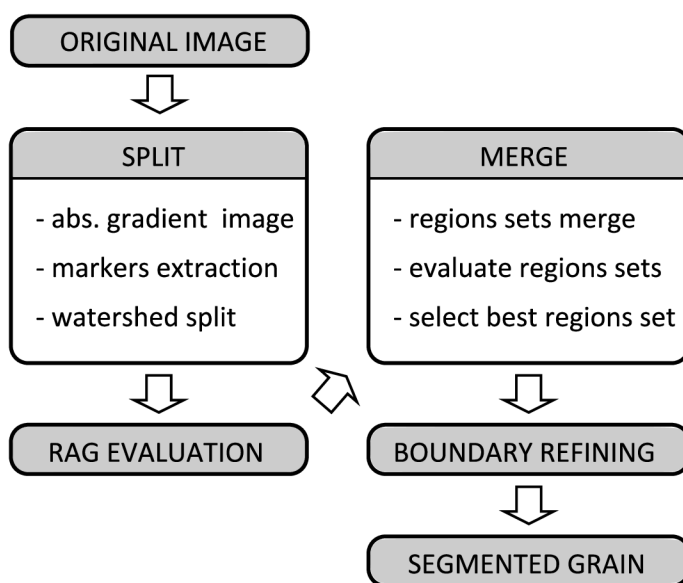 ORIGINAL IMAGE
SPLIT
- abs. gradient image
- markers extraction
- watershed split
RAG EVALUATION
MERGE
- regions sets merge
- evaluate regions sets
- select best regions set
BOUNDARY REFINING
SEGMENTED GRAIN